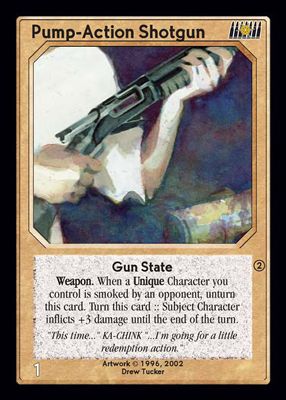 Pump-Action Shotgun
Gun State
2
Weapon. When a Unique Character you
control is smoked by an opponent, unturn
this card. Turn this card :: Subject Character
inflicts +3 damage until the end of the turn.
"This time..." KA-CHINK "...I'm going for a little
redemption action."
1
Artwork © 1996, 2002
Drew Tucker